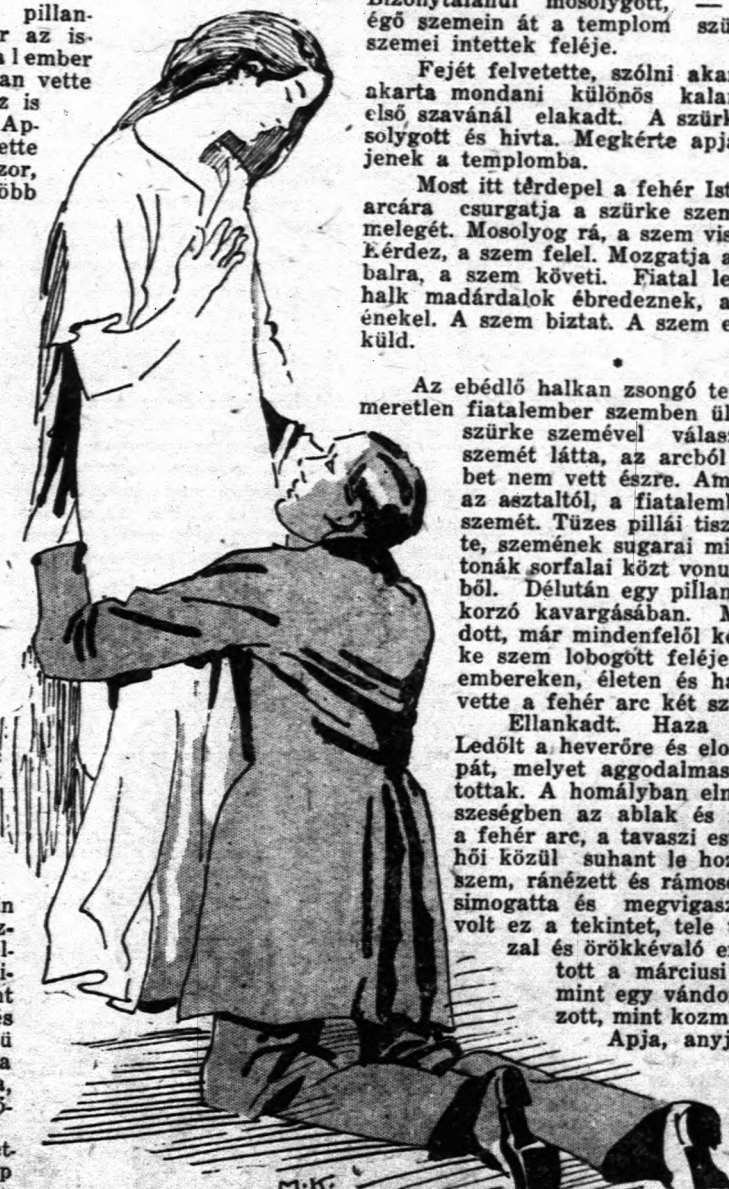 pillan-
r az is-
l ember
an vette
z is
Ap-
ette
zor,
öbb
n
z-
l-
i-
nt
és
ü
a
a,
o-
et-
p
Bizonytalanul mosolygott, —
égő szemein át a templom szü
szemei intettek feléje.
Fejét felvetette, szólni aka
akarta mondani különös kala
első szavánál elakadt. A szürk
solygott és hivta. Megkérte apj
jenek a templomba.
Most itt térdepel a fehér Ist
arcára csurgatja a szürke szem
melegét. Mosolyog rá, a szem vis
Kérdez, a szem felel. Mozgatja a
balra, a szem követi. Fiatal le
halk madárdalok ébredeznek, a
énekel. A szem biztat. A szem e
küld.
*
Az ebédlő halkan zsongó te
meretlen fiatalember szemben ül
szürke szemével válas
szemét látta, az arcból
bet nem vett észre. Am
az asztaltól, a fiatalem
szemét. Tüzes pillái tisz
te, szemének sugarai mi
tonák sorfalai közt vonu
ből. Délután egy pillan
korzó kavargásában. M
dott, már mindenfelől k
ke szem lobogott feléje
embereken, életen és ha
vette a fehér arc két sz
Ellankadt. Haza
Ledőlt a heverőre és elo
pát, melyet aggodalmas
tottak. A homályban eln
szeségben az ablak és
a fehér arc, a tavaszi es
hői közül suhant le hoz
szem, ránézett és rámos
simogatta és megvigasz
volt ez a tekintet, tele
zal és örökkévaló e
tott a márciusi
mint egy vándo
zott, mint kozm
Apja, anyj
M.K.